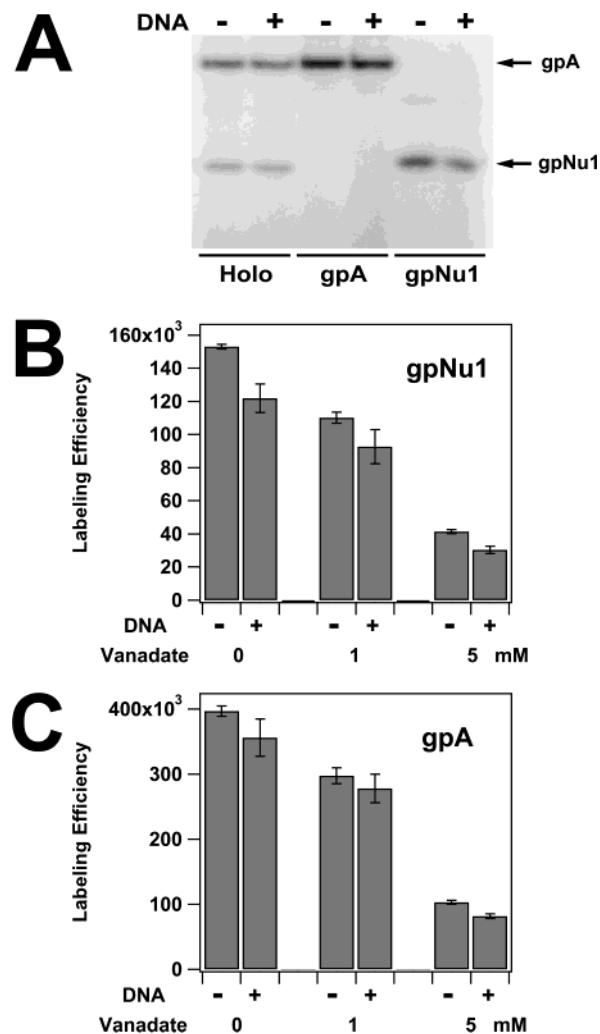 A
DNA - + - + - +
gpA
gpNu1
Holo gpA gpNu1
B
gpNu1
Labeling Efficiency
160x10³
140
120
100
80
60
40
20
0
DNA - + - + - +
Vanadate 0 1 5 mM
C
gpA
Labeling Efficiency
400x10³
300
200
100
0
DNA - + - + - +
Vanadate 0 1 5 mM